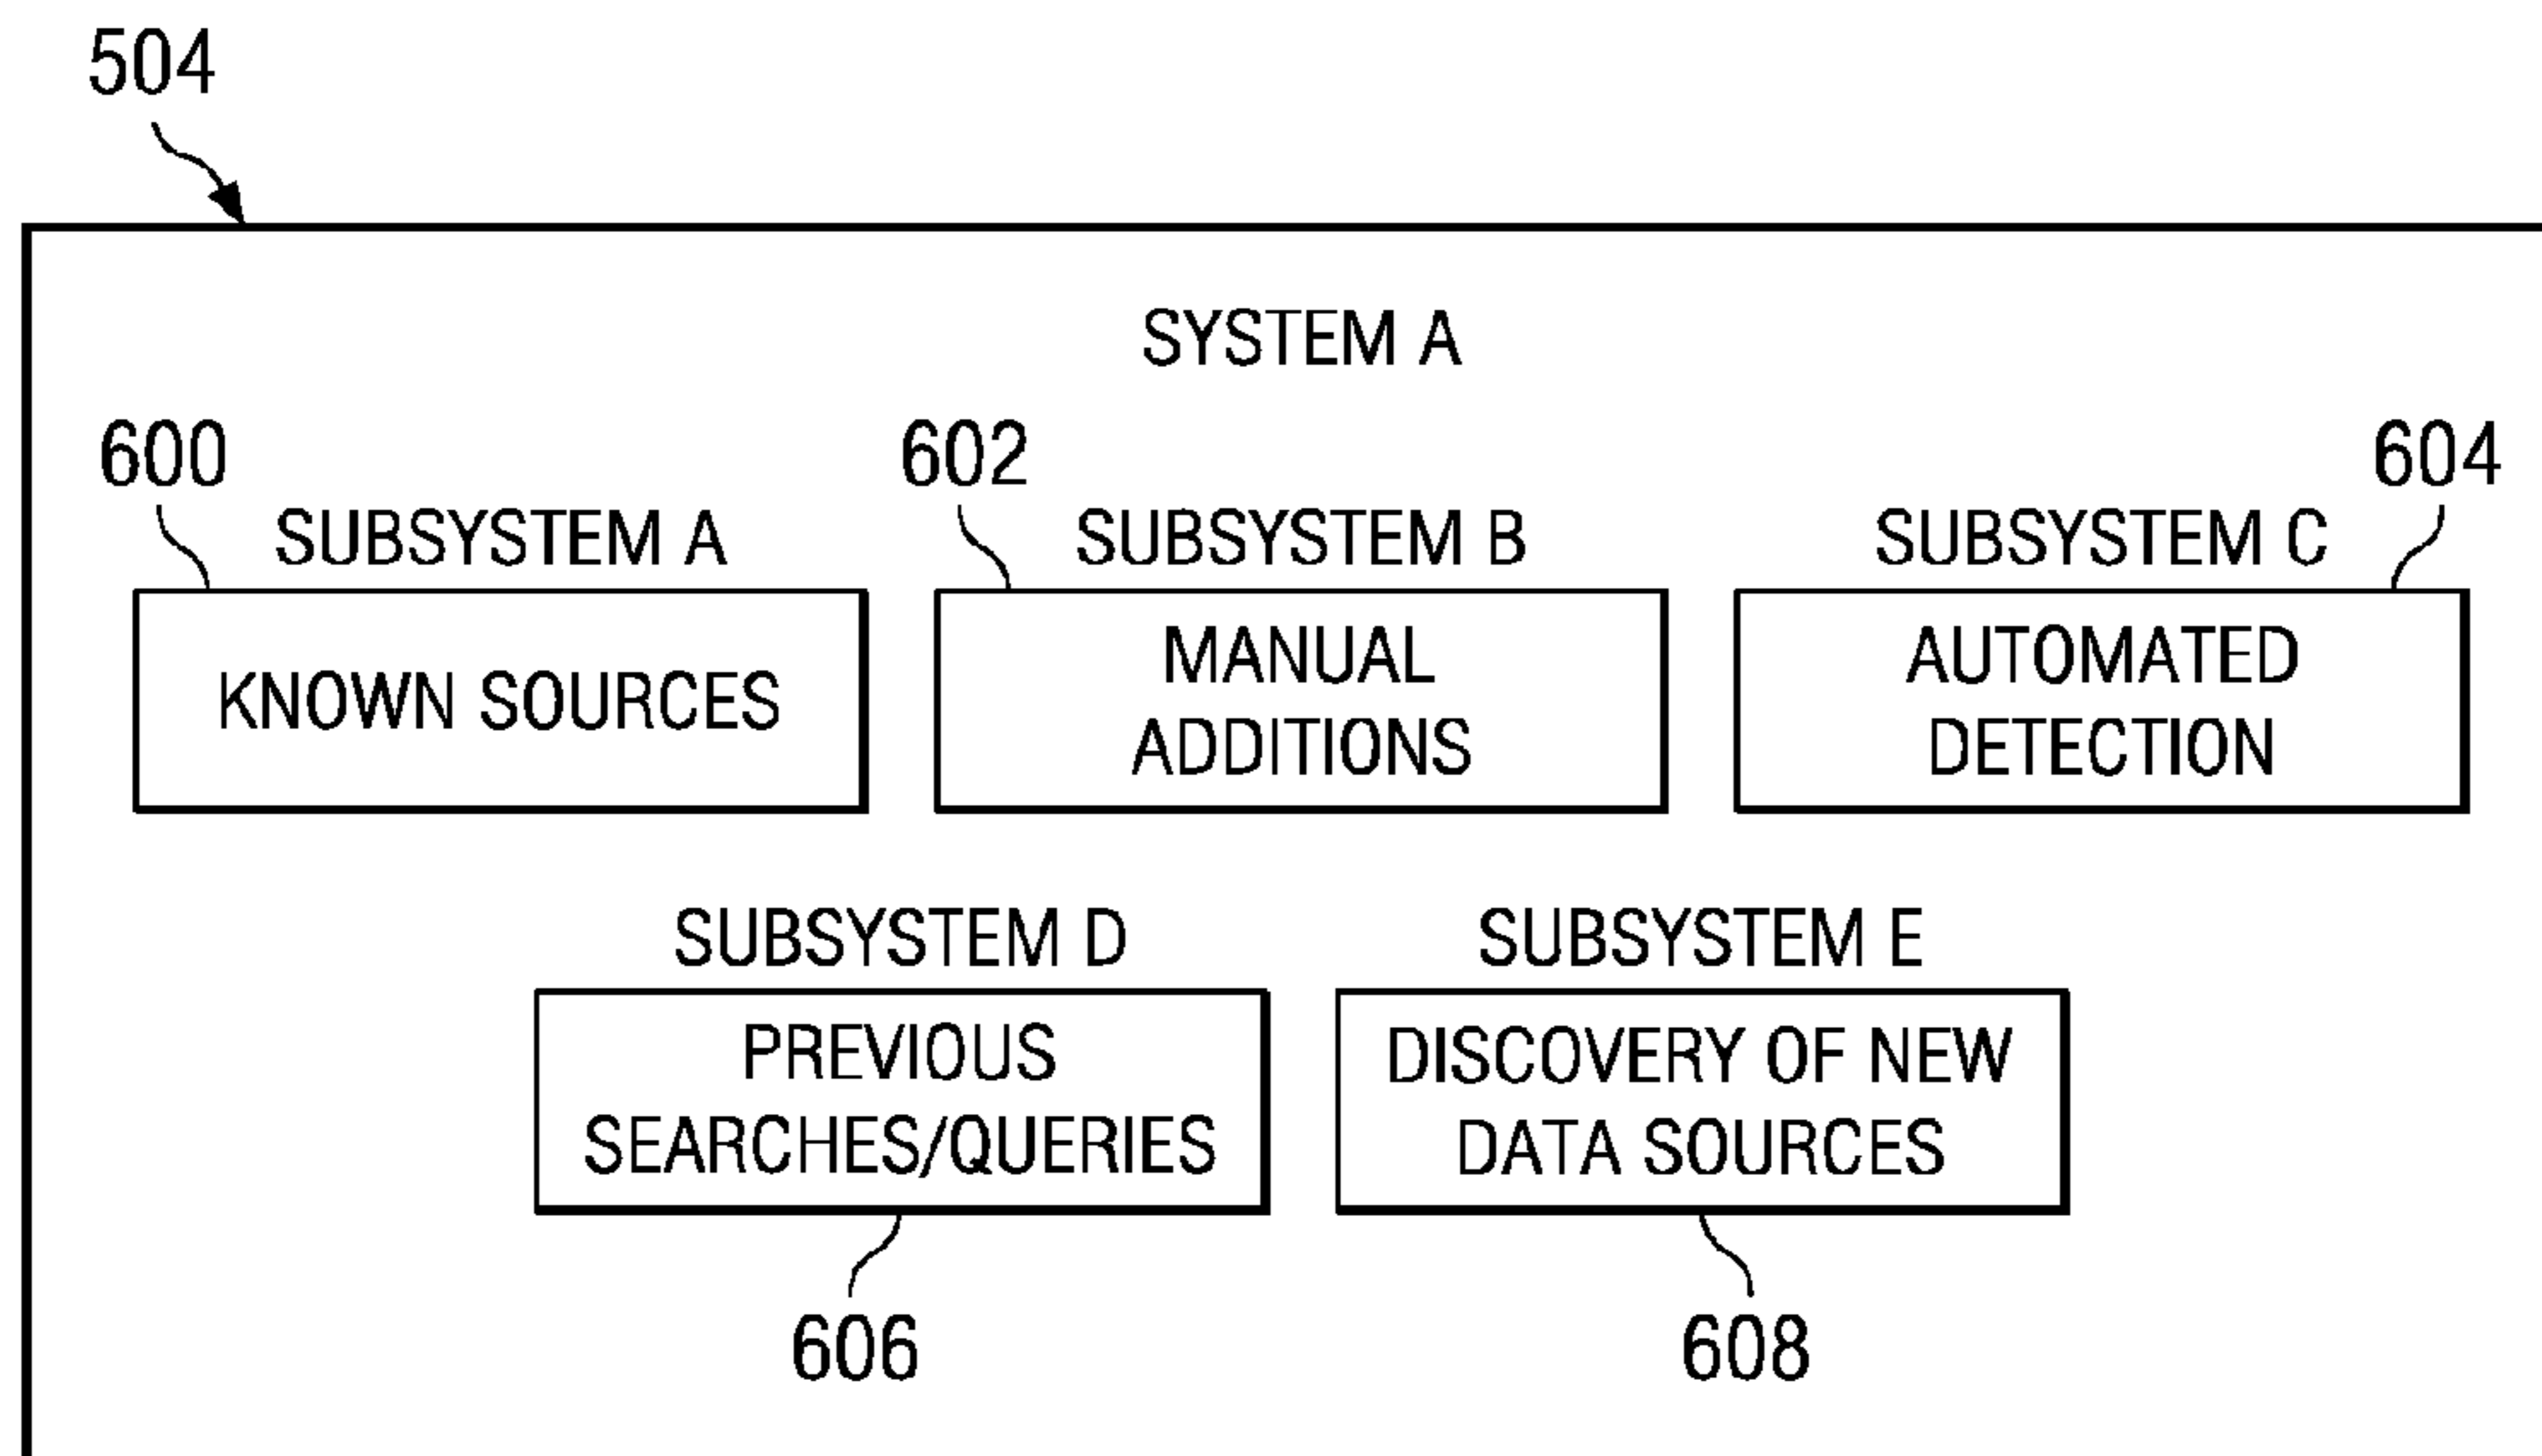 504
SYSTEM A
600
602
604
SUBSYSTEM A
SUBSYSTEM B
SUBSYSTEM C
KNOWN SOURCES
MANUAL
ADDITIONS
AUTOMATED
DETECTION
SUBSYSTEM D
SUBSYSTEM E
PREVIOUS
SEARCHES/QUERIES
DISCOVERY OF NEW
DATA SOURCES
606
608